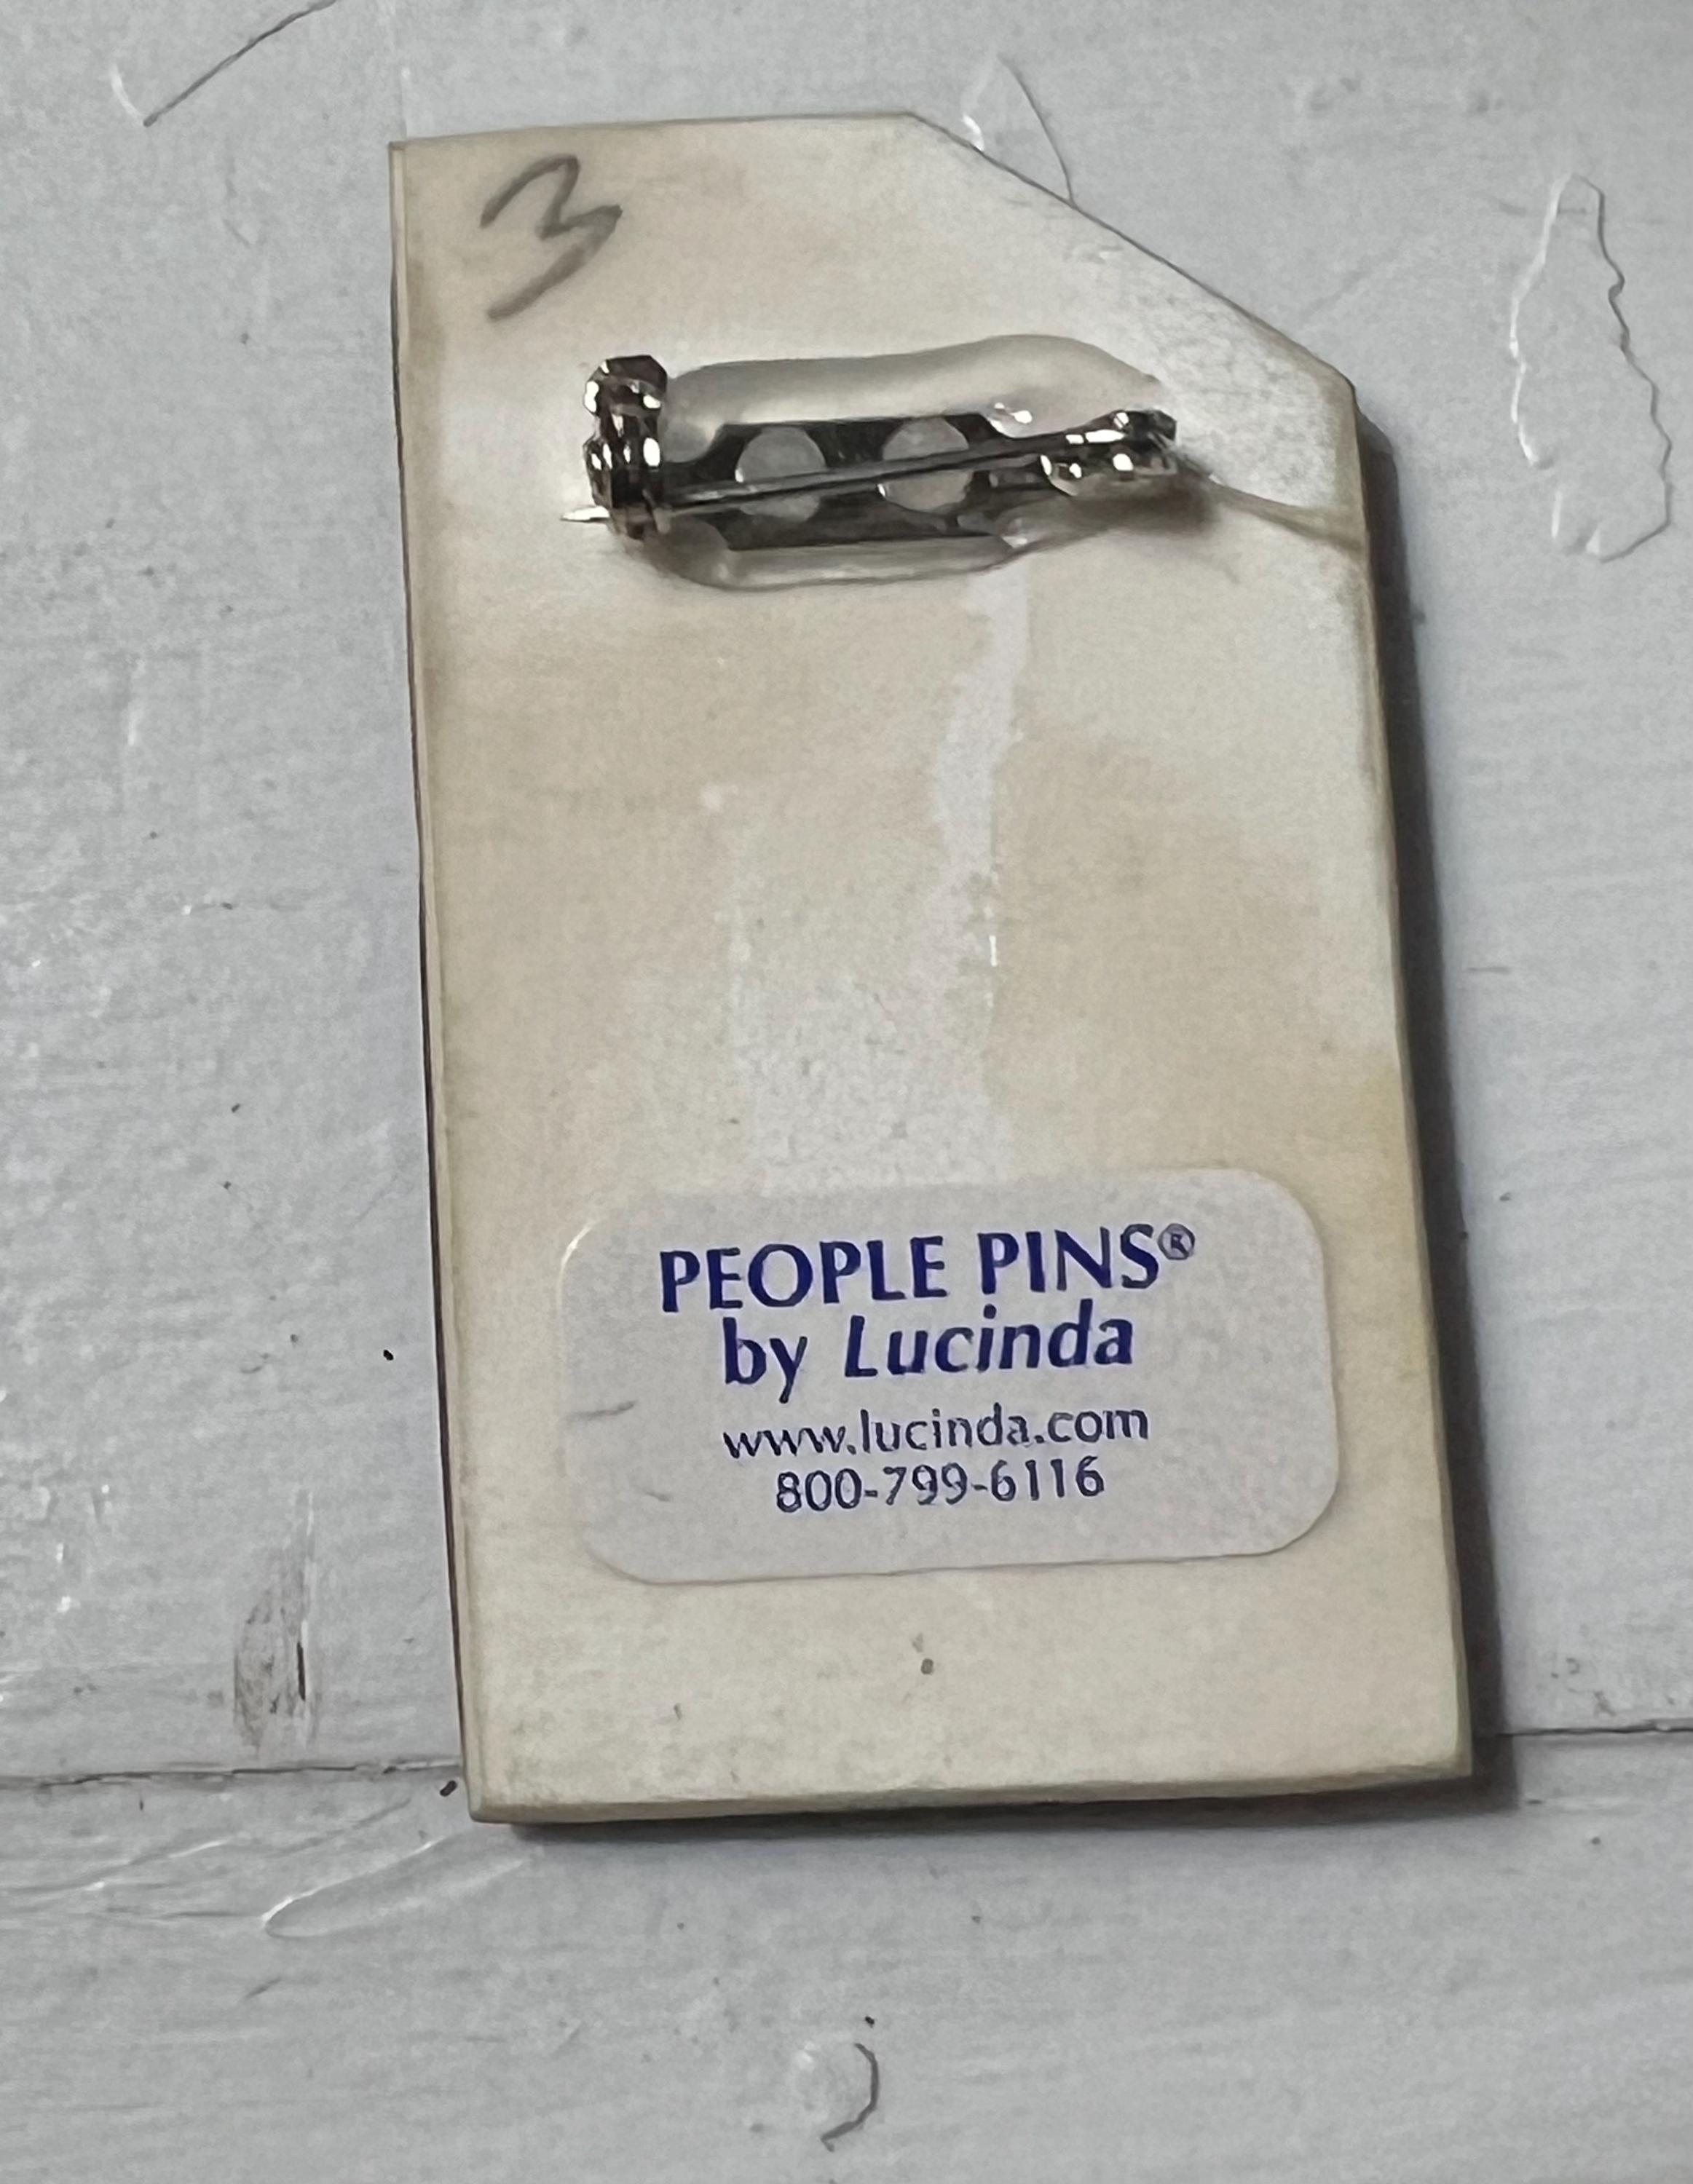 3
PEOPLE PINS®
by Lucinda
www.lucinda.com
800-799-6116